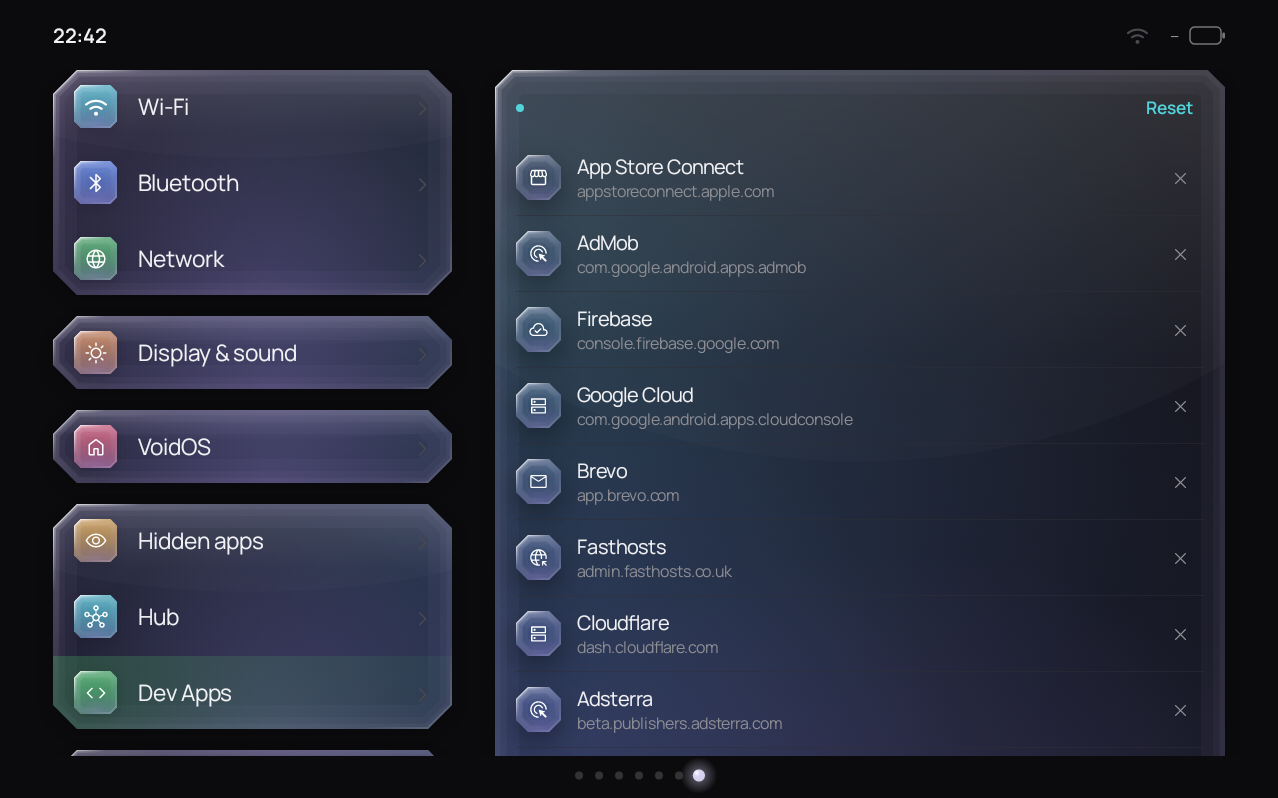 22:42
–
Wi-Fi
Bluetooth
Network
Display & sound
VoidOS
Hidden apps
Hub
Dev Apps
Reset
App Store Connect
appstoreconnect.apple.com
AdMob
com.google.android.apps.admob
Firebase
console.firebase.google.com
Google Cloud
com.google.android.apps.cloudconsole
Brevo
app.brevo.com
Fasthosts
admin.fasthosts.co.uk
Cloudflare
dash.cloudflare.com
Adsterra
beta.publishers.adsterra.com